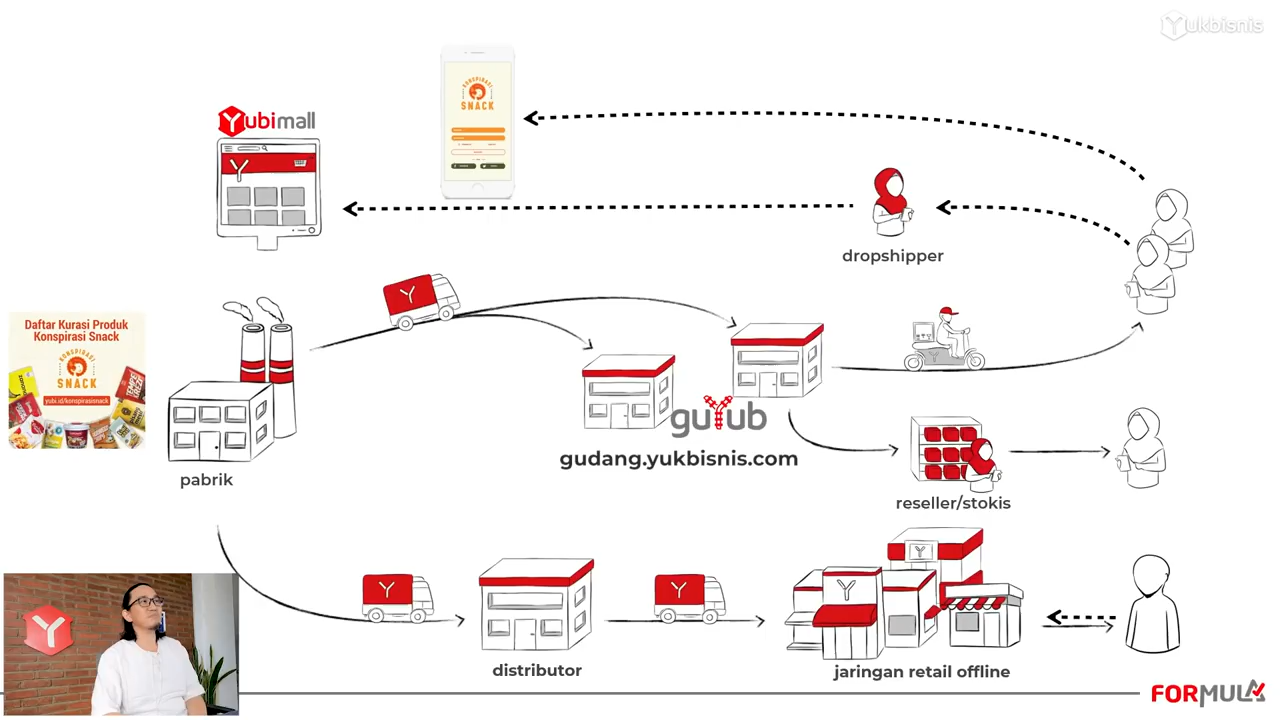 Yukbisnis
Yubimall
KONSPIRASI
SNACK
dropshipper
Daftar Kurasi Produk
Konspirasi Snack
KONSPIRASI
SNACK
yubi.id/konspirasisnack
pabrik
guYub
gudang.yukbisnis.com
reseller/stokis
distributor
jaringan retail offline
FORMULA